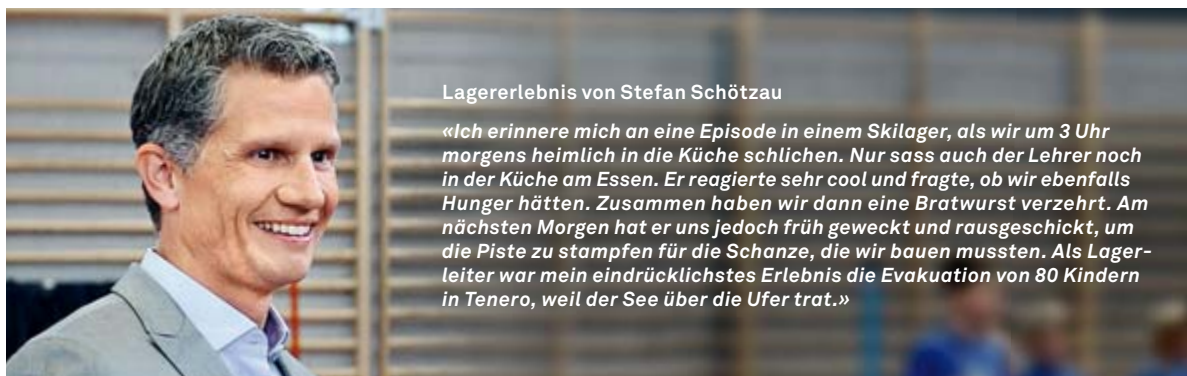 Lagererlebnis von Stefan Schötzau
«Ich erinnere mich an eine Episode in einem Skilager, als wir um 3 Uhr
morgens heimlich in die Küche schlichen. Nur sass auch der Lehrer noch
in der Küche am Essen. Er reagierte sehr cool und fragte, ob wir ebenfalls
Hunger hätten. Zusammen haben wir dann eine Bratwurst verzehrt. Am
nächsten Morgen hat er uns jedoch früh geweckt und rausgeschickt, um
die Piste zu stampfen für die Schanze, die wir bauen mussten. Als Lager-
leiter war mein eindrücklichstes Erlebnis die Evakuation von 80 Kindern
in Tenero, weil der See über die Ufer trat.»